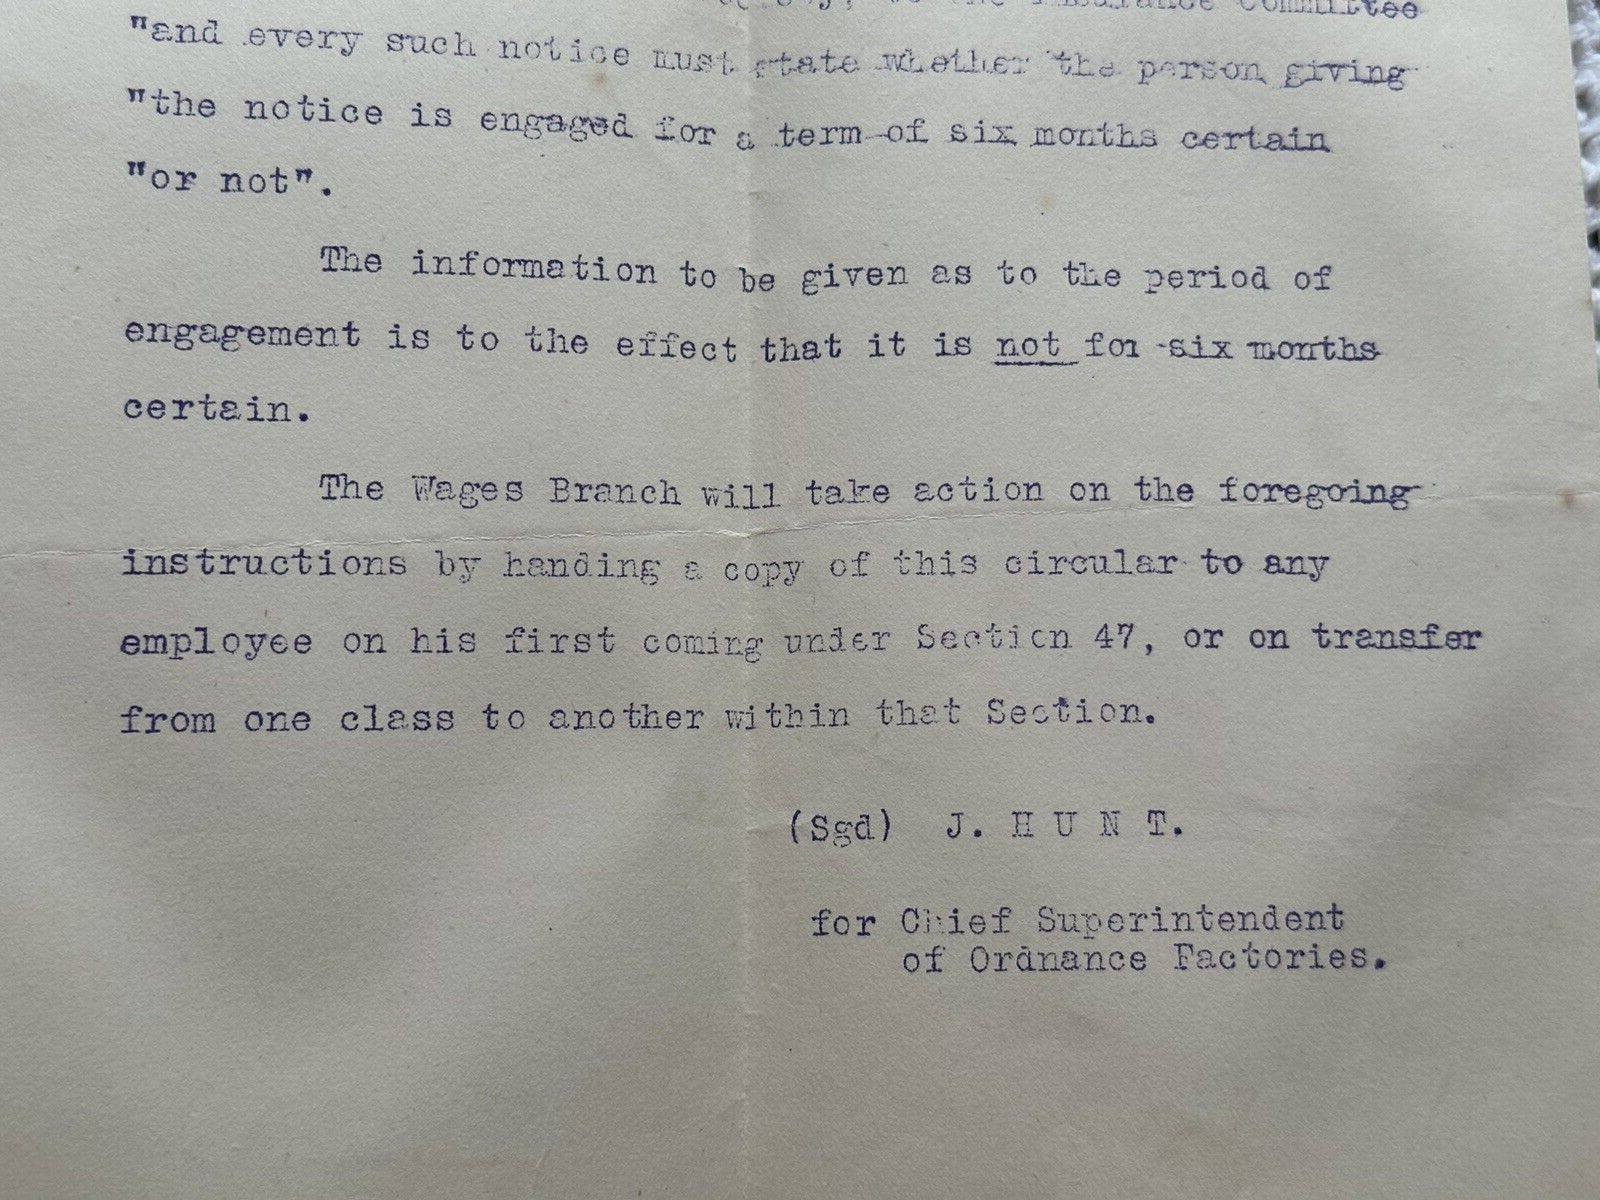 to the Insurance Committee
"and every such notice must state whether the person giving
"the notice is engaged for a term of six months certain
"or not".
The information to be given as to the period of
engagement is to the effect that it is not for six months
certain.
The Wages Branch will take action on the foregoing
instructions by handing a copy of this circular to any
employee on his first coming under Section 47, or on transfer
from one class to another within that Section.
(Sgd) J. H U N T.
for Chief Superintendent
of Ordnance Factories.